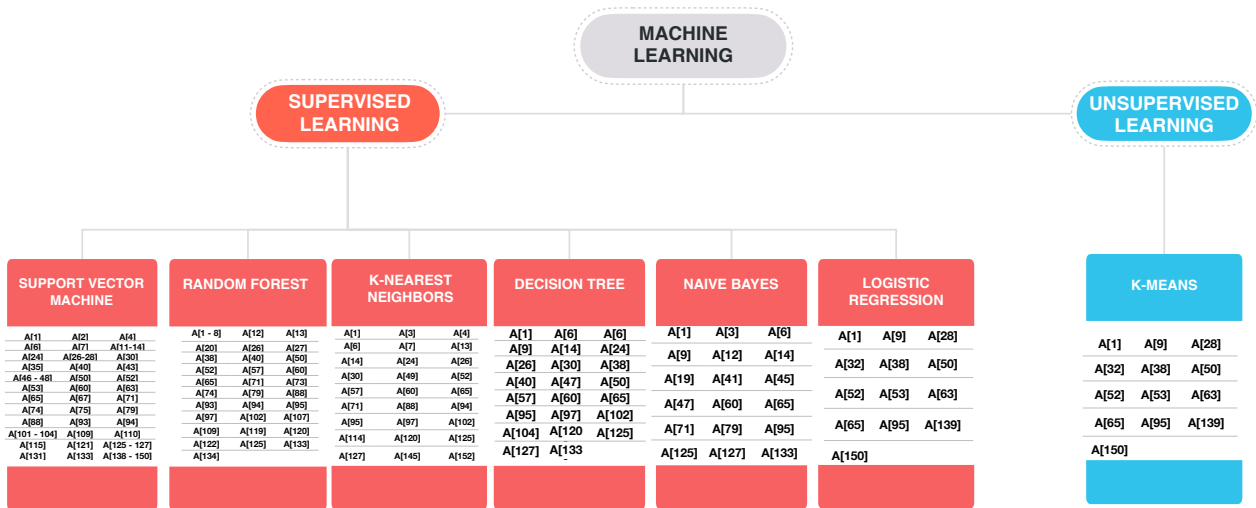 MACHINE
LEARNING
SUPERVISED
LEARNING
UNSUPERVISED
LEARNING
SUPPORT VECTOR
MACHINE
A[1] A[2] A[4]
A[6] A[7] A[11-14]
A[24] A[26-28] A[30]
A[35] A[40] A[43]
A[46 - 48] A[50] A[52]
A[53] A[60] A[63]
A[65] A[67] A[71]
A[74] A[75] A[79]
A[88] A[93] A[94]
A[101 - 104] A[109] A[110]
A[115] A[121] A[125 - 127]
A[131] A[133] A[138 - 150]
RANDOM FOREST
A[1 - 8] A[12] A[13]
A[20] A[26] A[27]
A[38] A[40] A[50]
A[52] A[57] A[60]
A[65] A[71] A[73]
A[74] A[79] A[88]
A[93] A[94] A[95]
A[97] A[102] A[107]
A[109] A[119] A[120]
A[122] A[125] A[133]
A[134]
K-NEAREST
NEIGHBORS
A[1] A[3] A[4]
A[6] A[7] A[13]
A[14] A[24] A[26]
A[30] A[49] A[52]
A[57] A[60] A[65]
A[71] A[88] A[94]
A[95] A[97] A[102]
A[114] A[120] A[125]
A[127] A[145] A[152]
DECISION TREE
A[1] A[6] A[6]
A[9] A[14] A[24]
A[26] A[30] A[38]
A[40] A[47] A[50]
A[57] A[60] A[65]
A[95] A[97] A[102]
A[104] A[120 A[125]
A[127] A[133
NAIVE BAYES
A[1] A[3] A[6]
A[9] A[12] A[14]
A[19] A[41] A[45]
A[47] A[60] A[65]
A[71] A[79] A[95]
A[125] A[127] A[133]
LOGISTIC
REGRESSION
A[1] A[9] A[28]
A[32] A[38] A[50]
A[52] A[53] A[63]
A[65] A[95] A[139]
A[150]
K-MEANS
A[1] A[9] A[28]
A[32] A[38] A[50]
A[52] A[53] A[63]
A[65] A[95] A[139]
A[150]